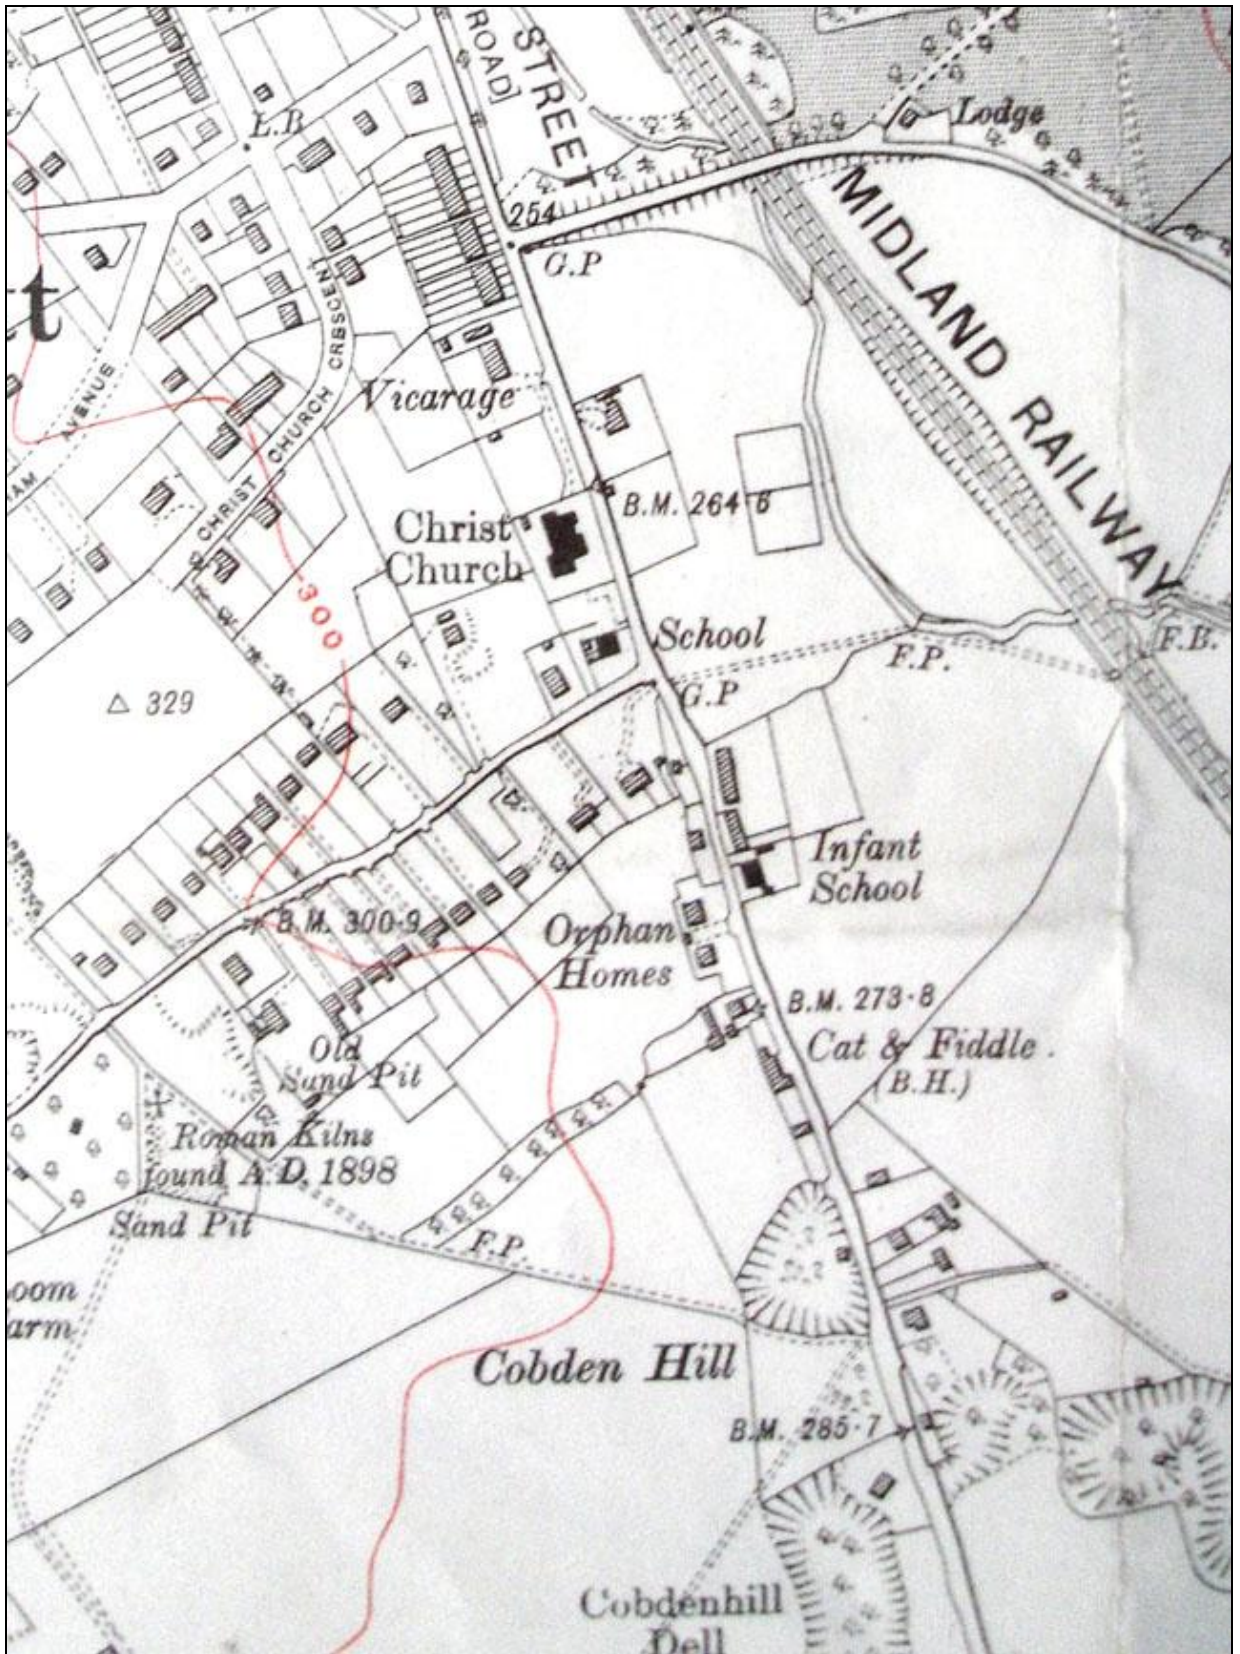 STREET
ROAD]
L.B
Lodge
254
G.P
MIDLAND RAILWAY
t
AVENUE
CHRIST CHURCH CRESCENT
Vicarage
B.M. 264·6
Christ
Church
300
School
F.P.
F.B.
G.P
△ 329
Infant
School
B.M. 300·9
Orphan
Homes
B.M. 273·8
Cat & Fiddle.
(B.H.)
Old
Sand Pit
Roman Kilns
found A.D. 1898
Sand Pit
F.P.
oom
arm
Cobden Hill
B.M. 285·7
Cobdenhill
Dell